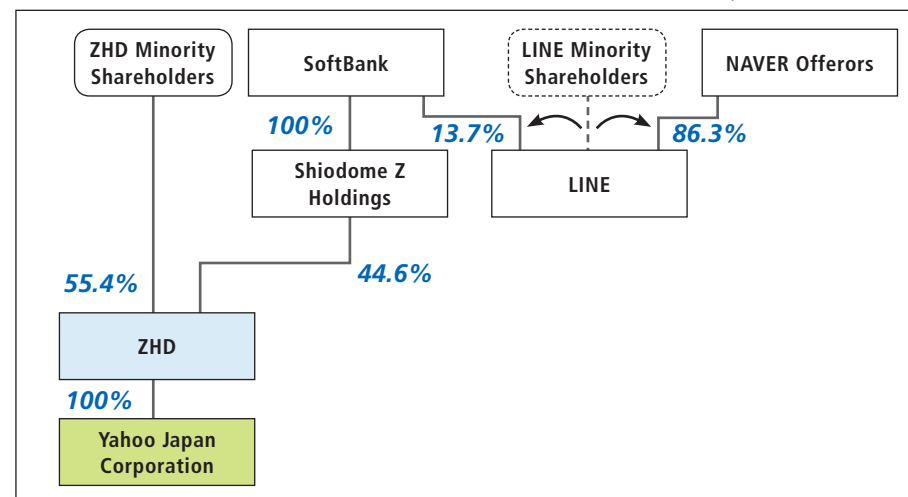 ZHD Minority
Shareholders
SoftBank
LINE Minority
Shareholders
NAVER Offerors
100%
13.7%
86.3%
Shiodome Z
Holdings
LINE
55.4%
44.6%
ZHD
100%
Yahoo Japan
Corporation